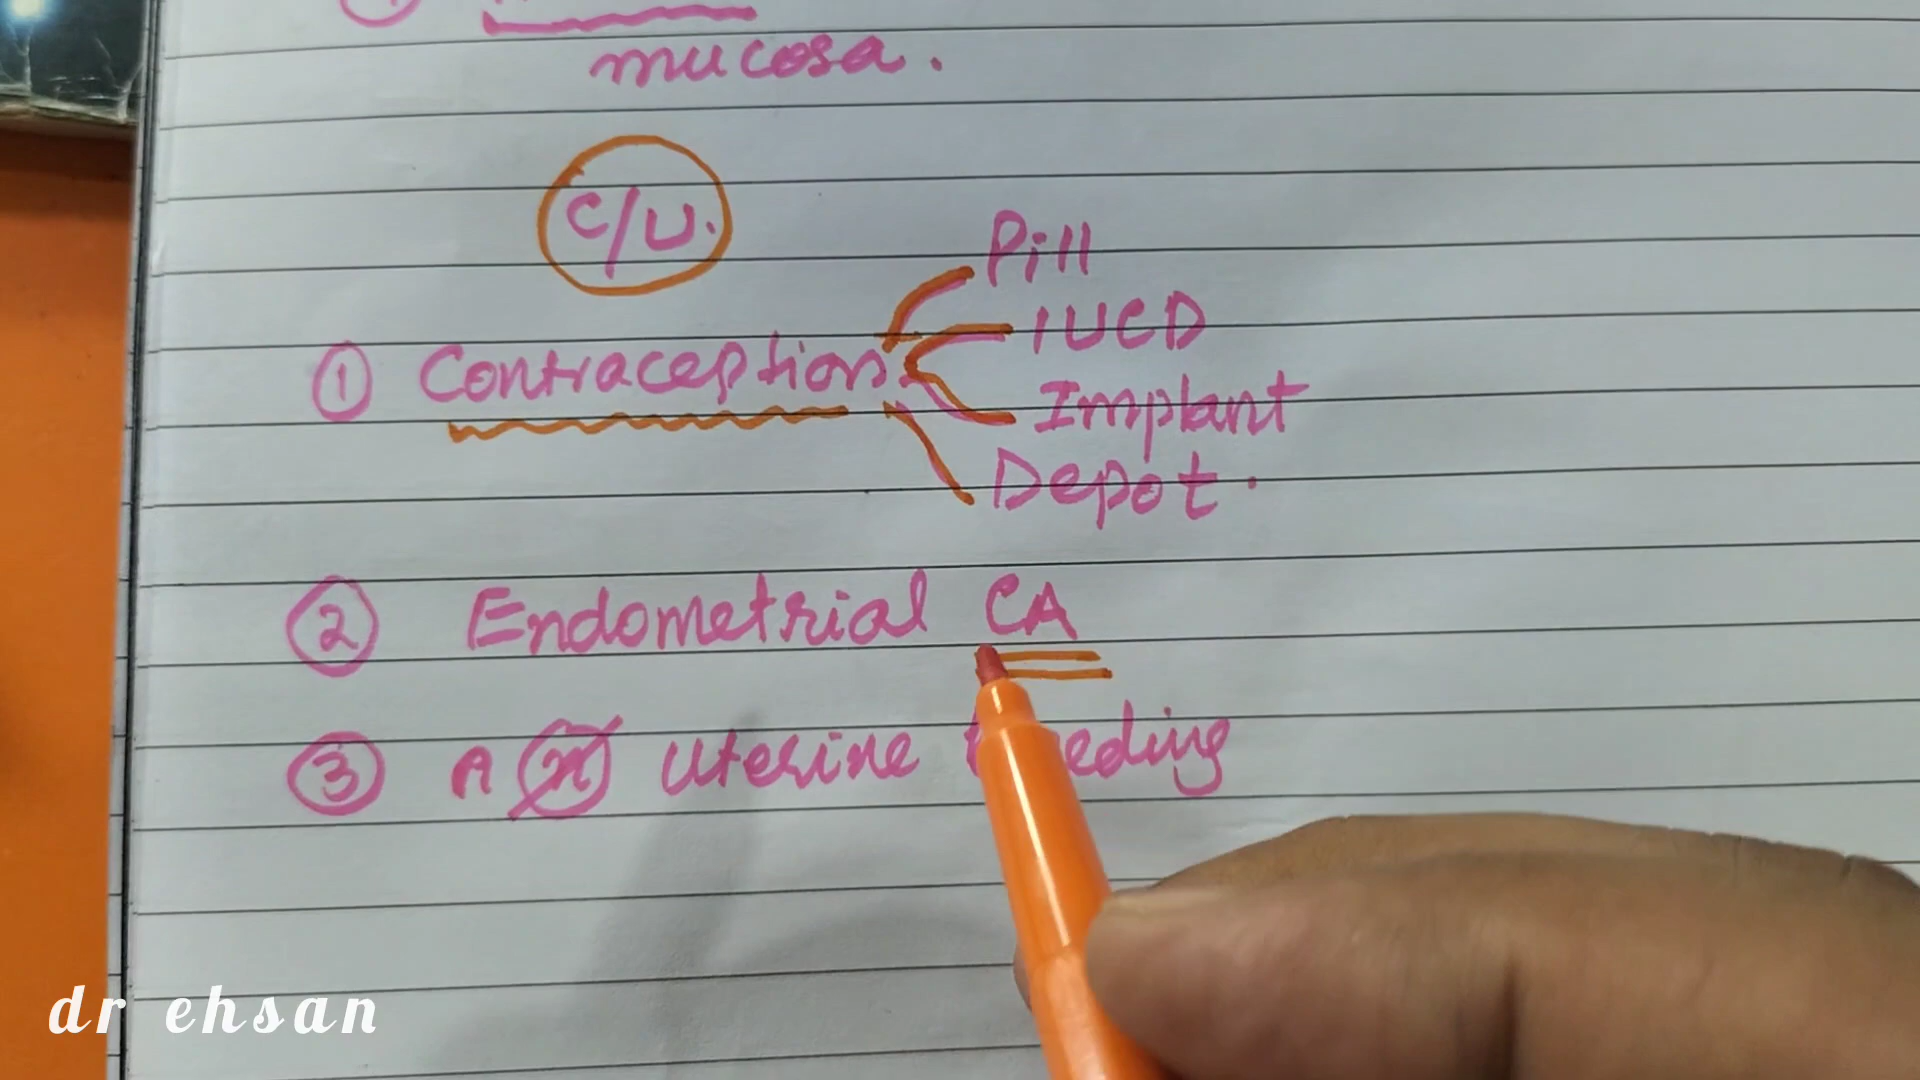 mucosa.
C/U.
① Contraception
Pill
IUCD
Implant
Depot.
② Endometrial CA
③ A n uterine
dr ehsan